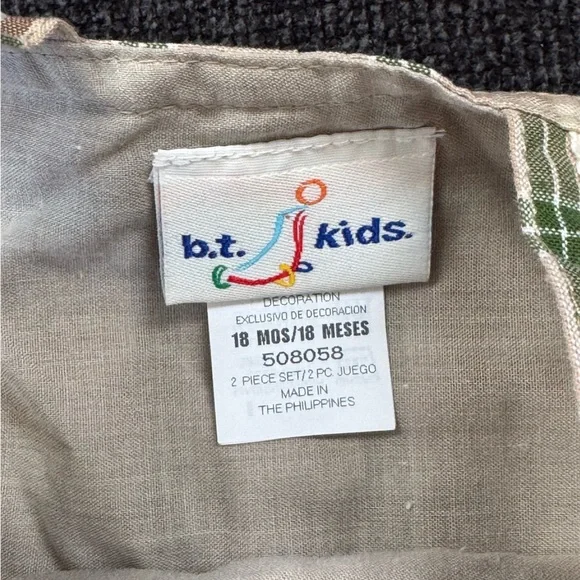 b.t. kids.
DECORATION
EXCLUSIVO DE DECORACION
18 MOS/18 MESES
508058
2 PIECE SET/2 PC. JUEGO
MADE IN
THE PHILIPPINES